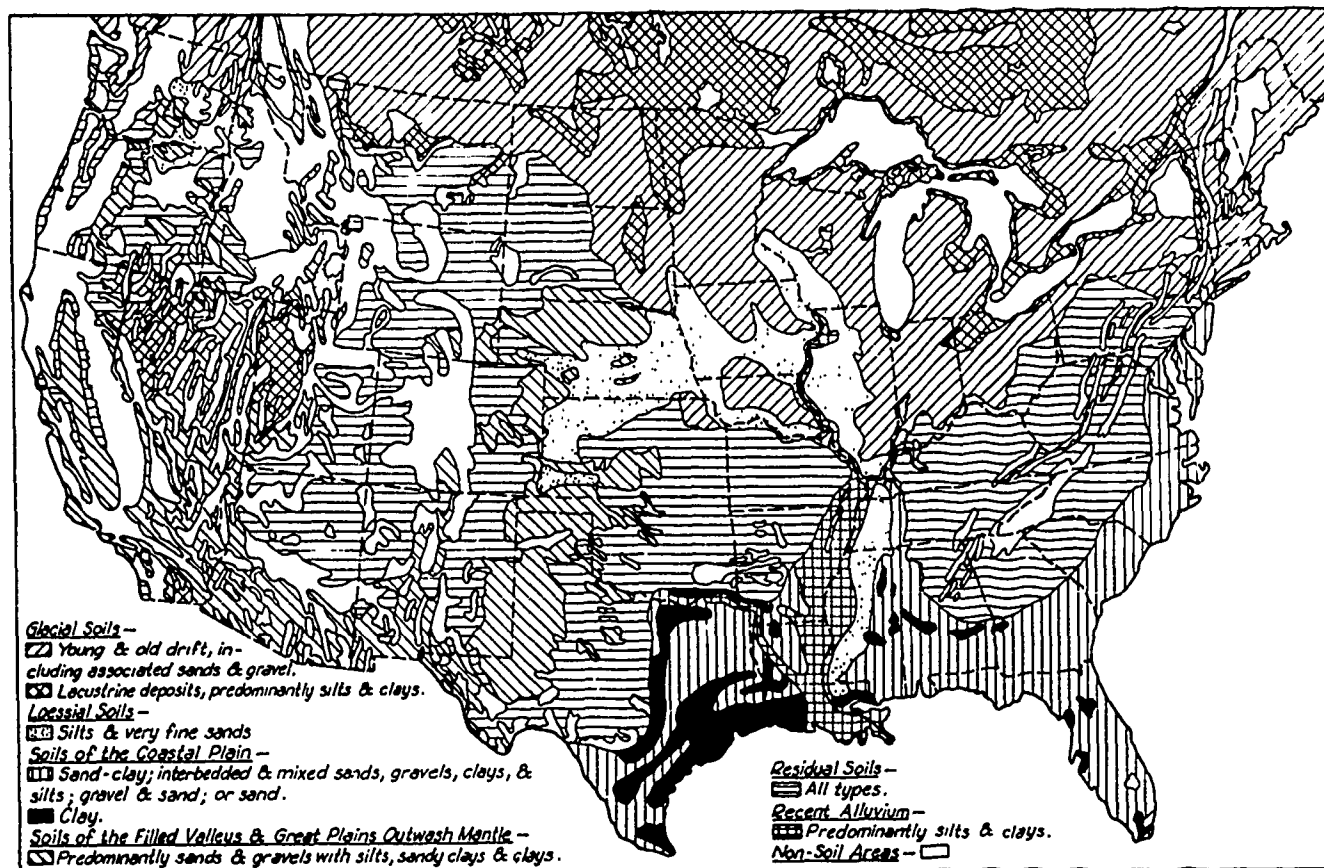 Glacial Soils —
Young & old drift, in-
cluding associated sands & gravel.
Lacustrine deposits, predominantly silts & clays.
Loessial Soils —
Silts & very fine sands
Soils of the Coastal Plain —
Sand-clay; interbedded & mixed sands, gravels, clays, &
silts; gravel & sand; or sand.
Clay.
Soils of the Filled Valleys & Great Plains Outwash Mantle —
Predominantly sands & gravels with silts, sandy clays & clays.
Residual Soils —
All types.
Recent Alluvium —
Predominantly silts & clays.
Non-Soil Areas —